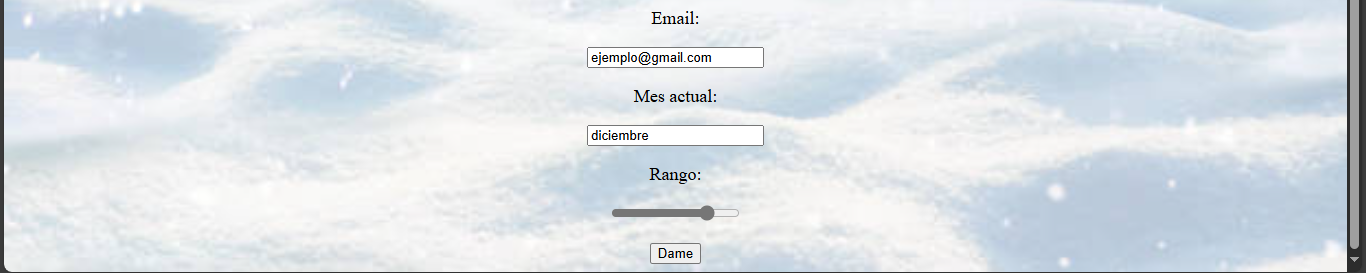 Email:
ejemplo@gmail.com
Mes actual:
diciembre
Rango:
Dame